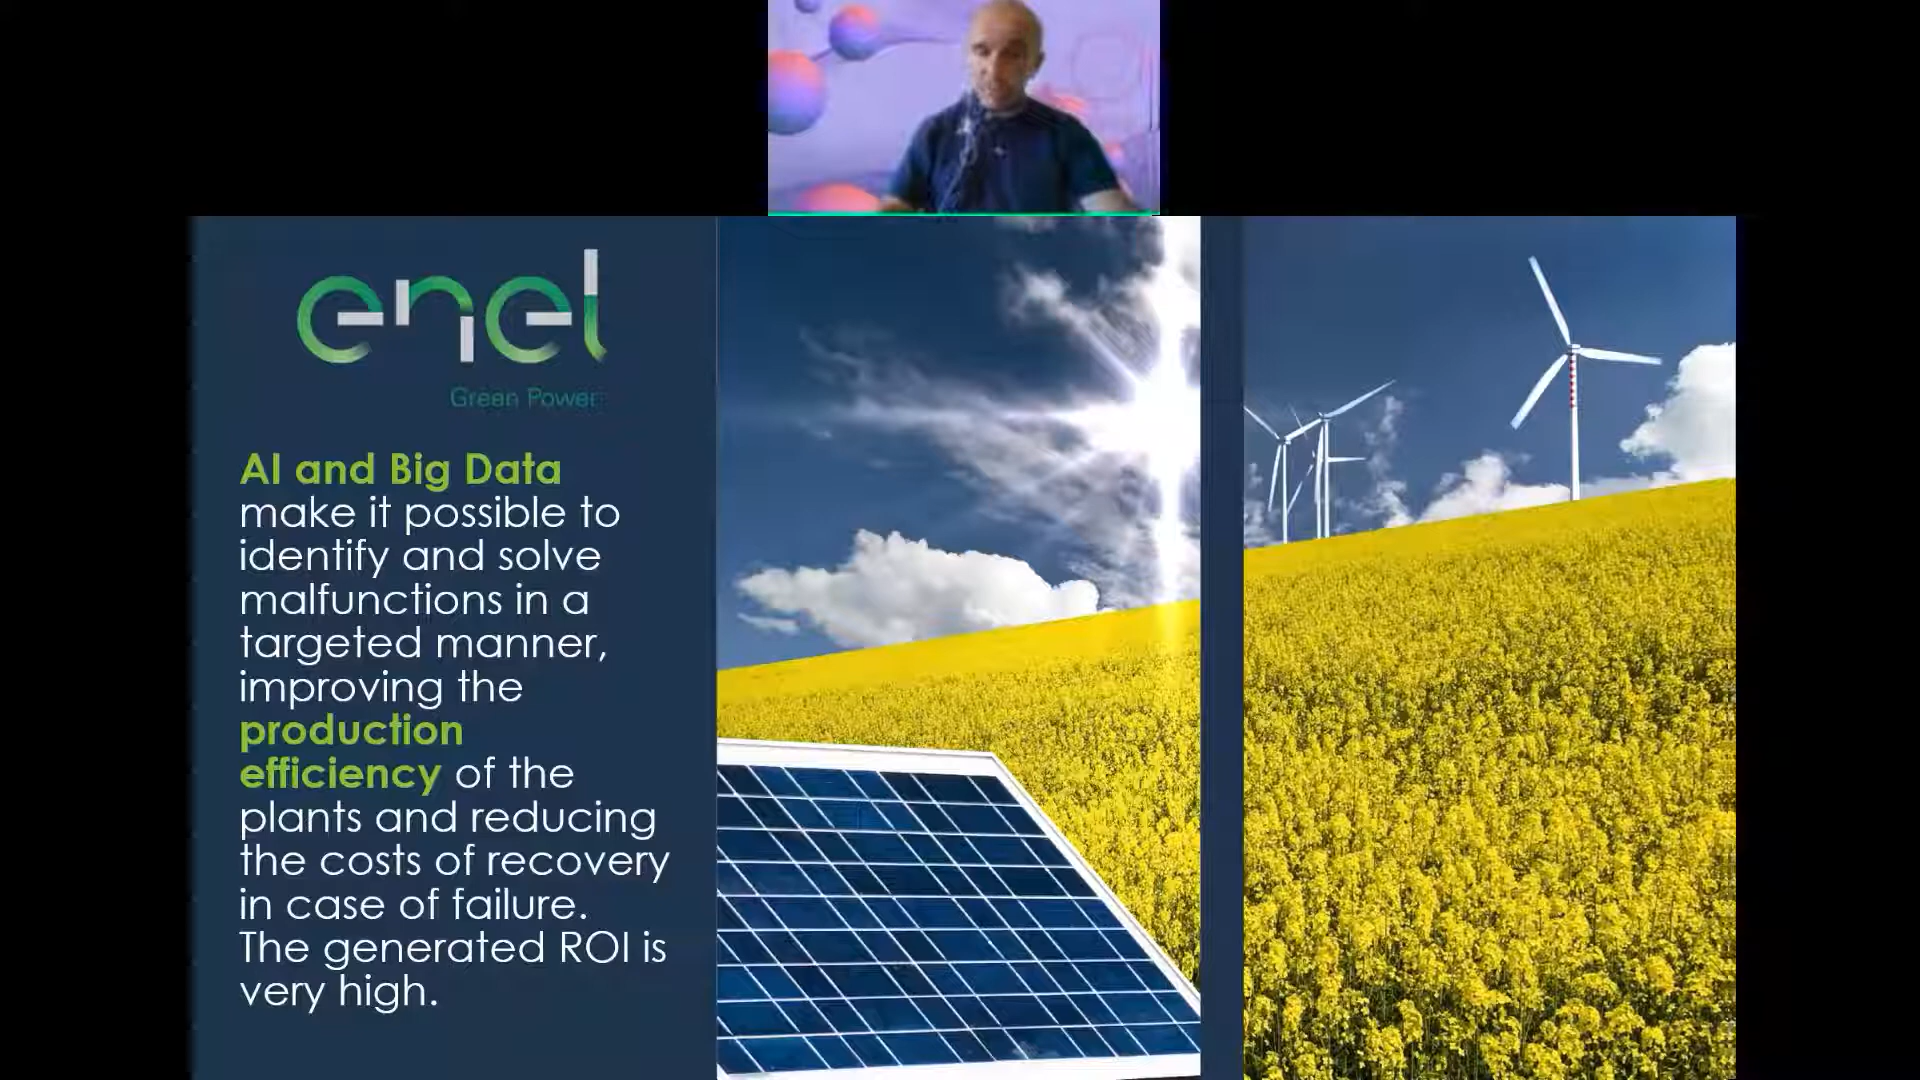 enel
Green Power
AI and Big Data
make it possible to
identify and solve
malfunctions in a
targeted manner,
improving the
production
efficiency of the
plants and reducing
the costs of recovery
in case of failure.
The generated ROI is
very high.